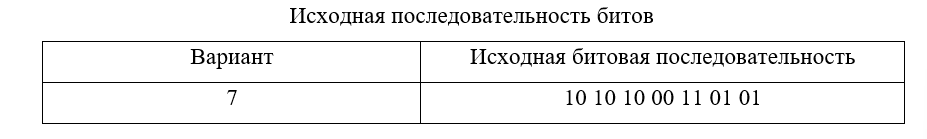 Исходная последовательность битов
Вариант Исходная битовая последовательность
7 10 10 10 00 11 01 01